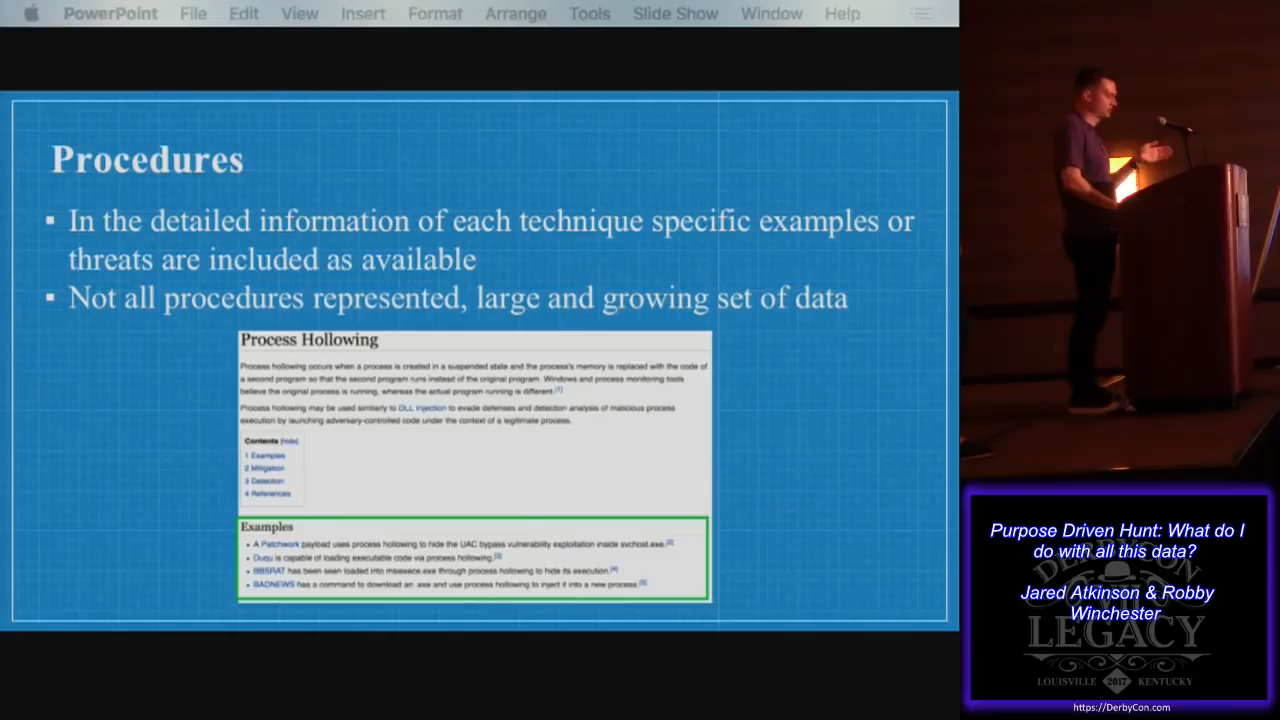 PowerPoint File Edit View Insert Format Arrange Tools Slide Show Window Help
Procedures
▪ In the detailed information of each technique specific examples or
threats are included as available
▪ Not all procedures represented, large and growing set of data
Process Hollowing
Process hollowing occurs when a process is created in a suspended state and the process's memory is replaced with the code of
a second program so that the second program runs instead of the original program. Windows and process monitoring tools
believe the original process is running, whereas the actual program running is different.[1]
Process hollowing may be used similarly to DLL Injection to evade defenses and detection analysis of malicious process
execution by launching adversary-controlled code under the context of a legitimate process.
Contents [hide]
1 Examples
2 Mitigation
3 Detection
4 References
Examples
• A Patchwork payload uses process hollowing to hide the UAC bypass vulnerability exploitation inside svchost.exe.[2]
• Duqu is capable of loading executable code via process hollowing.[3]
• BBSRAT has been seen loaded into msiexec.exe through process hollowing to hide its execution.[4]
• BADNEWS has a command to download an .exe and use process hollowing to inject it into a new process.[5]
Purpose Driven Hunt: What do I
do with all this data?
Jared Atkinson & Robby
Winchester
DERBYCON
LEGACY
LOUISVILLE 2017 KENTUCKY
https://DerbyCon.com